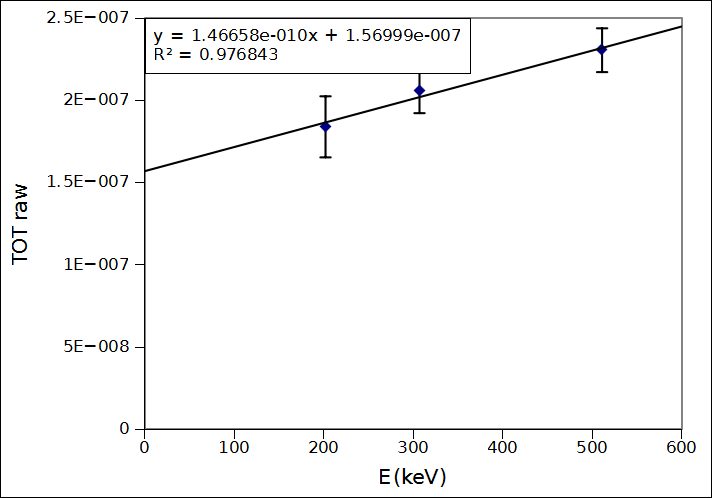 y = 1.46658e-010x + 1.56999e-007
R² = 0.976843
2.5E−007
2E−007
1.5E−007
1E−007
5E−008
0
TOT raw
0 100 200 300 400 500 600
E(keV)